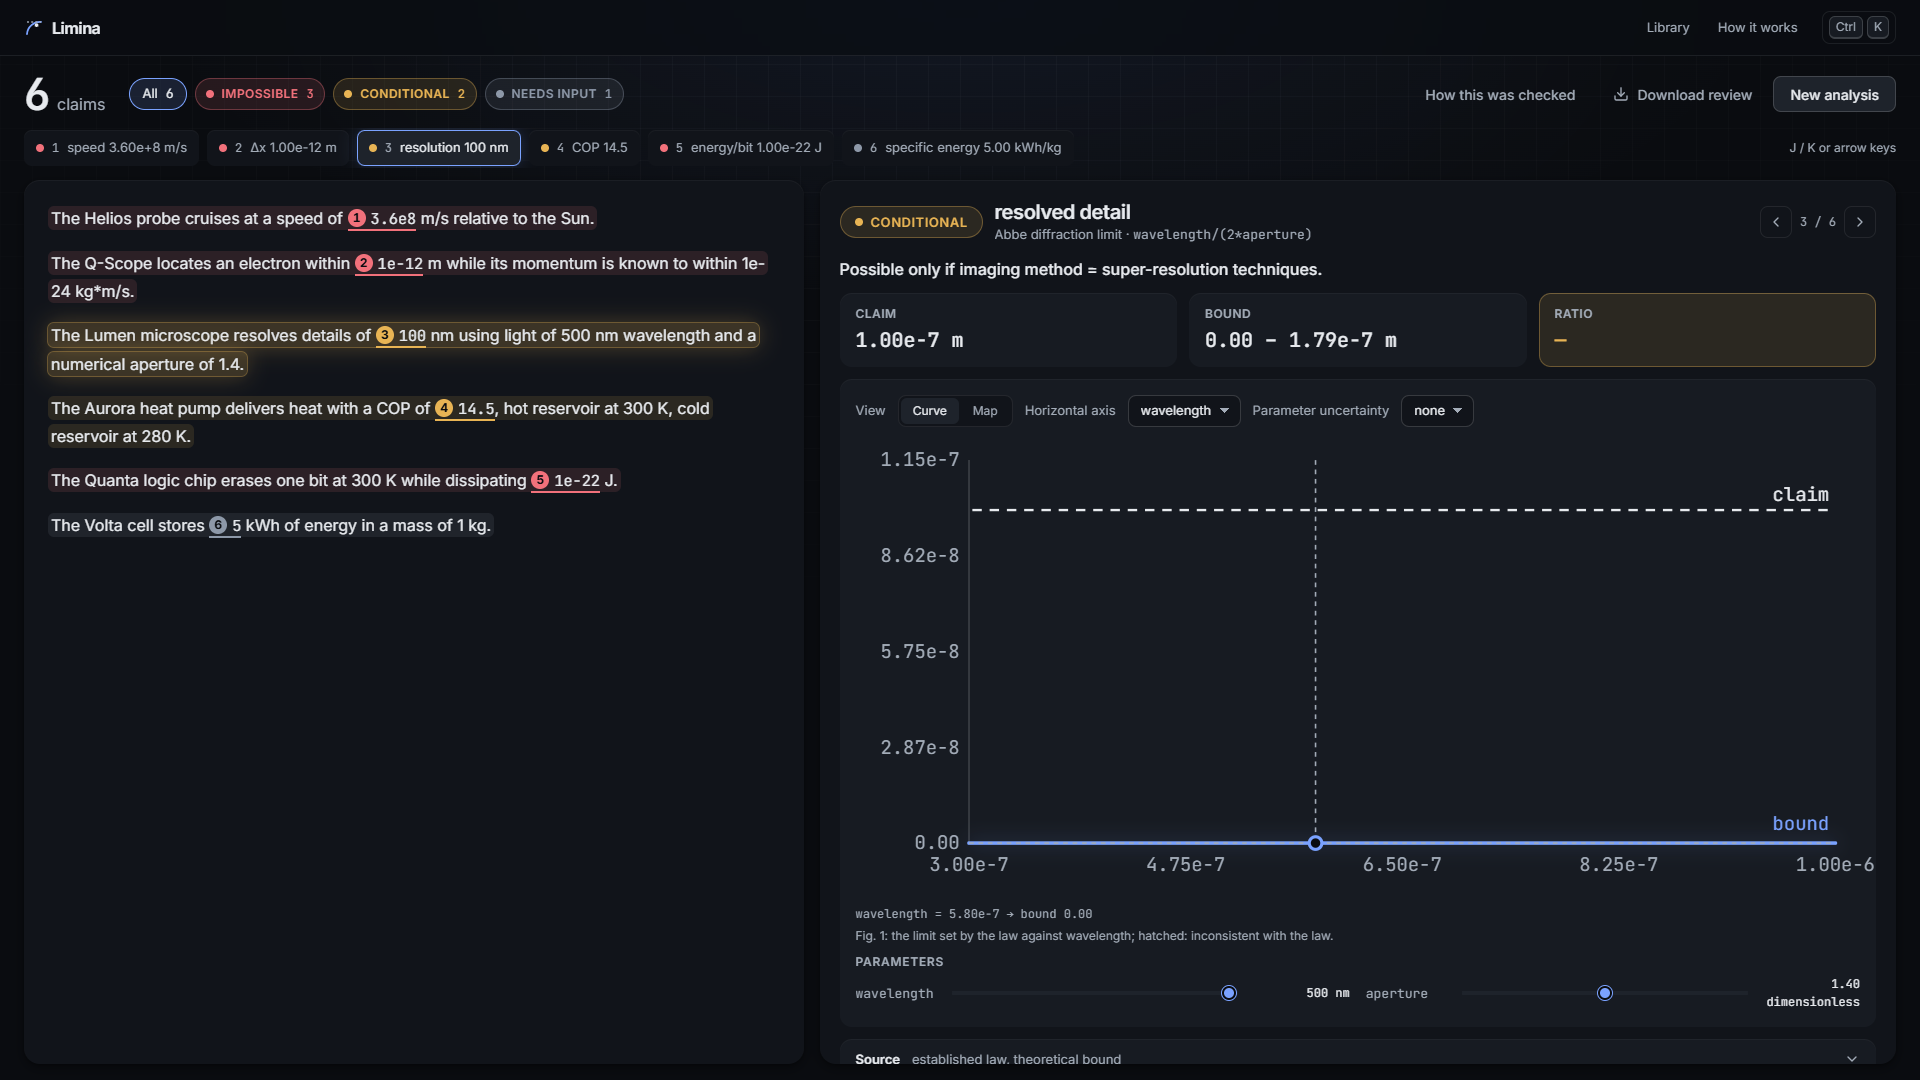 Limina
Library
How it works
Ctrl K
6 claims
All 6
IMPOSSIBLE 3
CONDITIONAL 2
NEEDS INPUT 1
How this was checked
Download review
New analysis
1 speed 3.60e+8 m/s
2 Δx 1.00e-12 m
3 resolution 100 nm
4 COP 14.5
5 energy/bit 1.00e-22 J
6 specific energy 5.00 kWh/kg
J / K or arrow keys
The Helios probe cruises at a speed of 1 3.6e8 m/s relative to the Sun.
The Q-Scope locates an electron within 2 1e-12 m while its momentum is known to within 1e-
24 kg*m/s.
The Lumen microscope resolves details of 3 100 nm using light of 500 nm wavelength and a
numerical aperture of 1.4.
The Aurora heat pump delivers heat with a COP of 4 14.5, hot reservoir at 300 K, cold
reservoir at 280 K.
The Quanta logic chip erases one bit at 300 K while dissipating 5 1e-22 J.
The Volta cell stores 6 5 kWh of energy in a mass of 1 kg.
CONDITIONAL
resolved detail
Abbe diffraction limit · wavelength/(2*aperture)
3 / 6
Possible only if imaging method = super-resolution techniques.
CLAIM
1.00e-7 m
BOUND
0.00 – 1.79e-7 m
RATIO
—
View
Curve
Map
Horizontal axis
wavelength
Parameter uncertainty
none
1.15e-7
claim
8.62e-8
5.75e-8
2.87e-8
bound
0.00
3.00e-7
4.75e-7
6.50e-7
8.25e-7
1.00e-6
wavelength = 5.80e-7 → bound 0.00
Fig. 1: the limit set by the law against wavelength; hatched: inconsistent with the law.
PARAMETERS
wavelength
500 nm
aperture
1.40
dimensionless
Source established law, theoretical bound